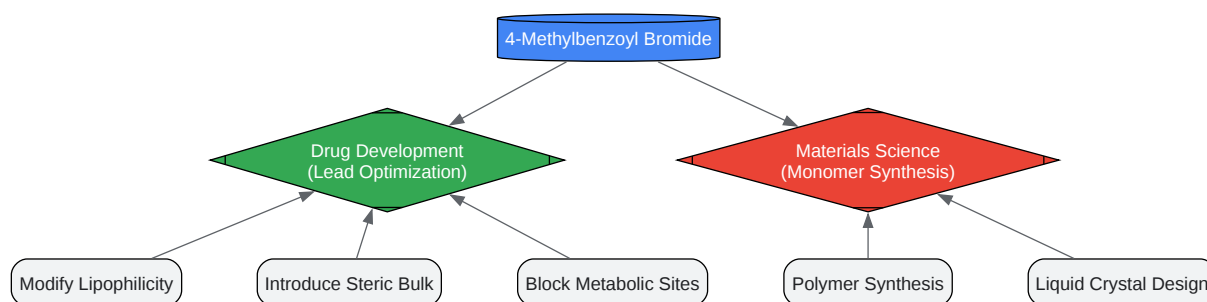 4-Methylbenzoyl Bromide
Drug Development
(Lead Optimization)
Materials Science
(Monomer Synthesis)
Modify Lipophilicity
Introduce Steric Bulk
Block Metabolic Sites
Polymer Synthesis
Liquid Crystal Design